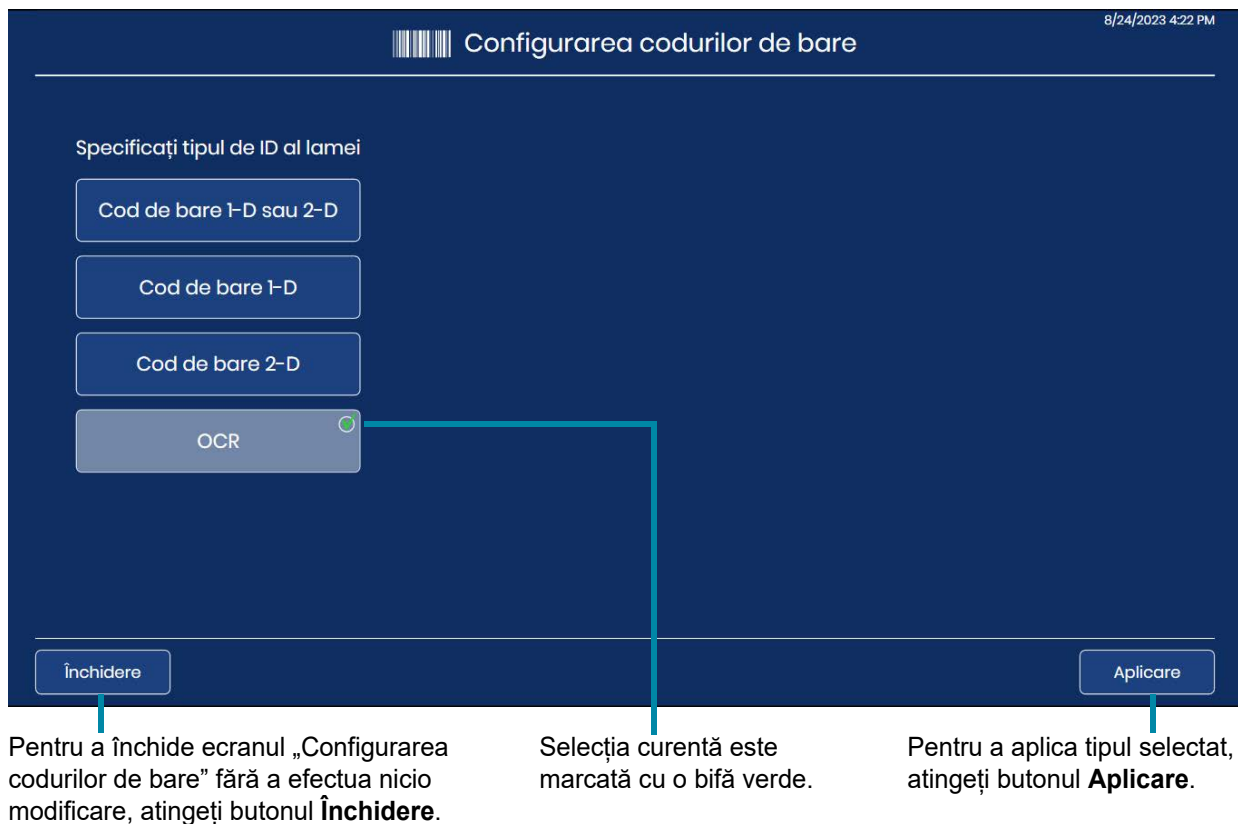 8/24/2023 4:22 PM
Configurarea codurilor de bare
Specificați tipul de ID al lamei
Cod de bare 1-D sau 2-D
Cod de bare 1-D
Cod de bare 2-D
OCR
Închidere
Aplicare
Pentru a închide ecranul „Configurarea
codurilor de bare” fără a efectua nicio
modificare, atingeți butonul Închidere.
Selecția curentă este
marcată cu o bifă verde.
Pentru a aplica tipul selectat,
atingeți butonul Aplicare.